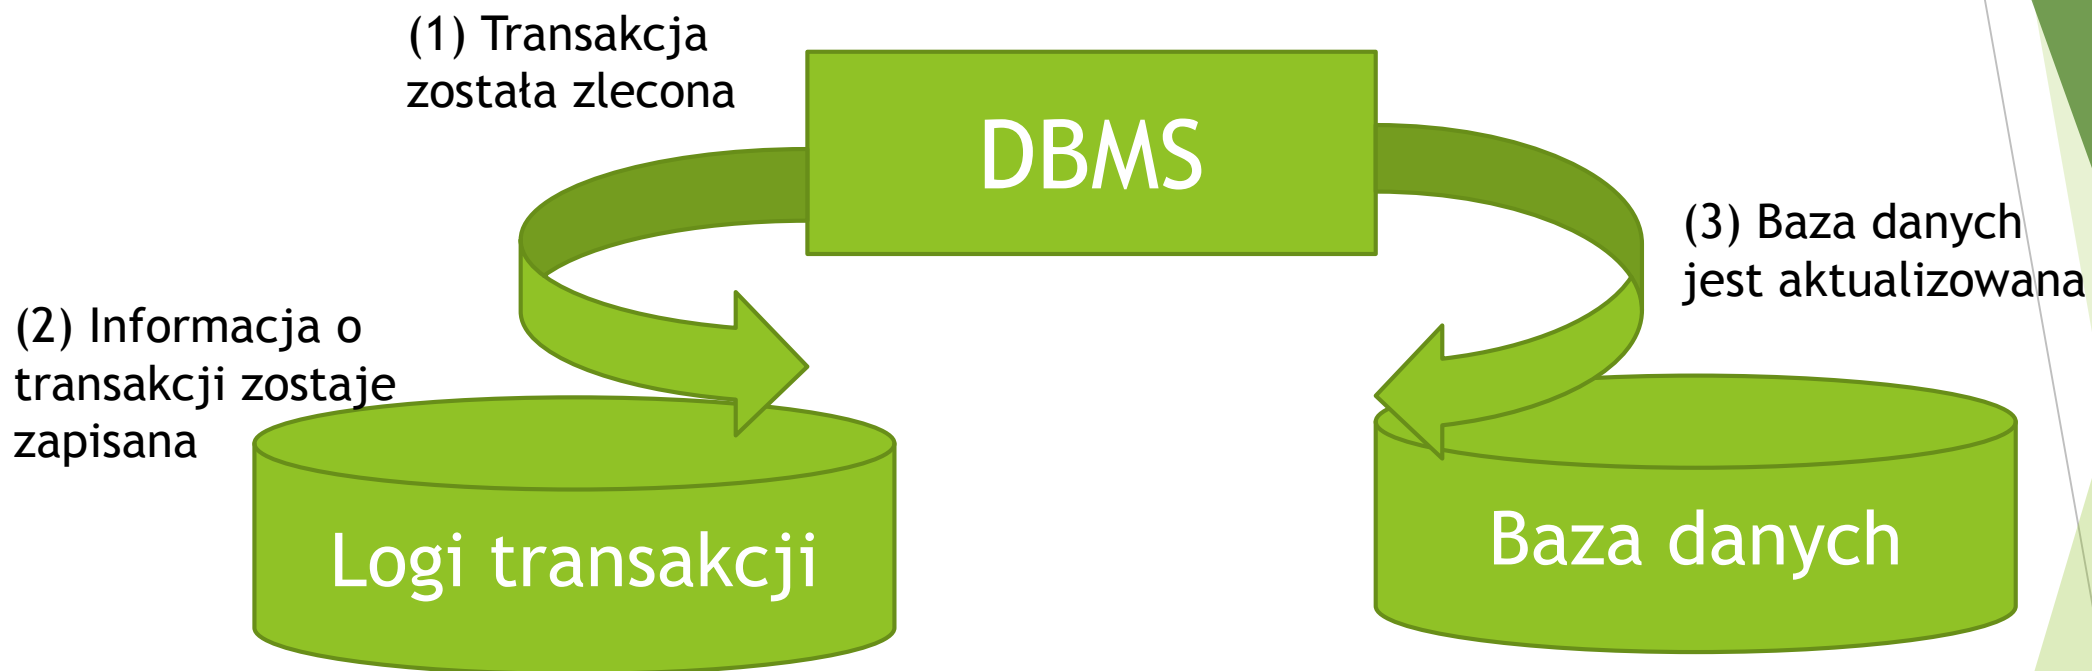 (1) Transakcja
została zlecona
DBMS
(3) Baza danych
jest aktualizowana
(2) Informacja o
transakcji zostaje
zapisana
Logi transakcji
Baza danych